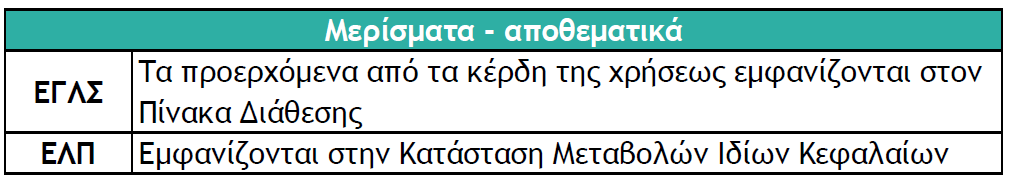 Μερίσματα - αποθεματικά
ΕΓΛΣ
Τα προερχόμενα από τα κέρδη της χρήσεως εμφανίζονται στον
Πίνακα Διάθεσης
ΕΛΠ
Εμφανίζονται στην Κατάσταση Μεταβολών Ιδίων Κεφαλαίων